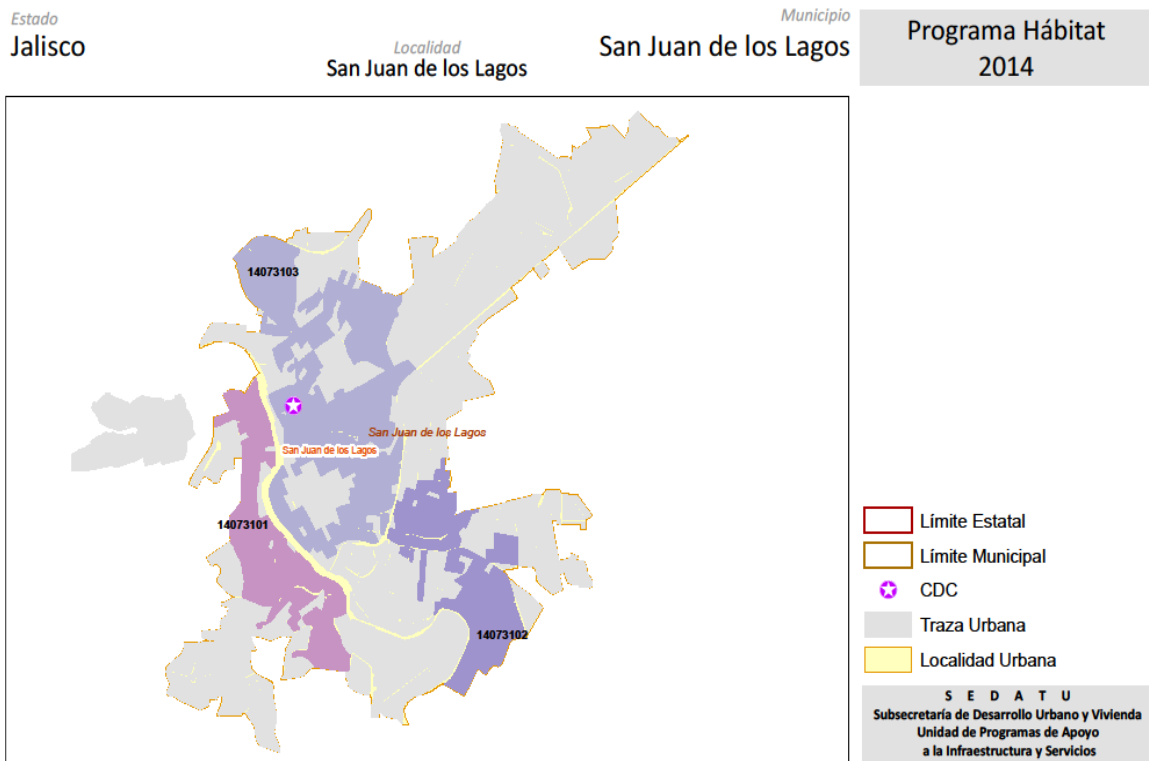 Estado
Jalisco
Localidad
San Juan de los Lagos
Municipio
San Juan de los Lagos
Programa Hábitat
2014
14073103
San Juan de los Lagos
San Juan de los Lagos
14073101
14073102
Límite Estatal
Límite Municipal
CDC
Traza Urbana
Localidad Urbana
S E D A T U
Subsecretaría de Desarrollo Urbano y Vivienda
Unidad de Programas de Apoyo
a la Infraestructura y Servicios